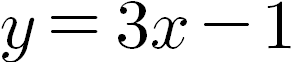 y = 3x − 1